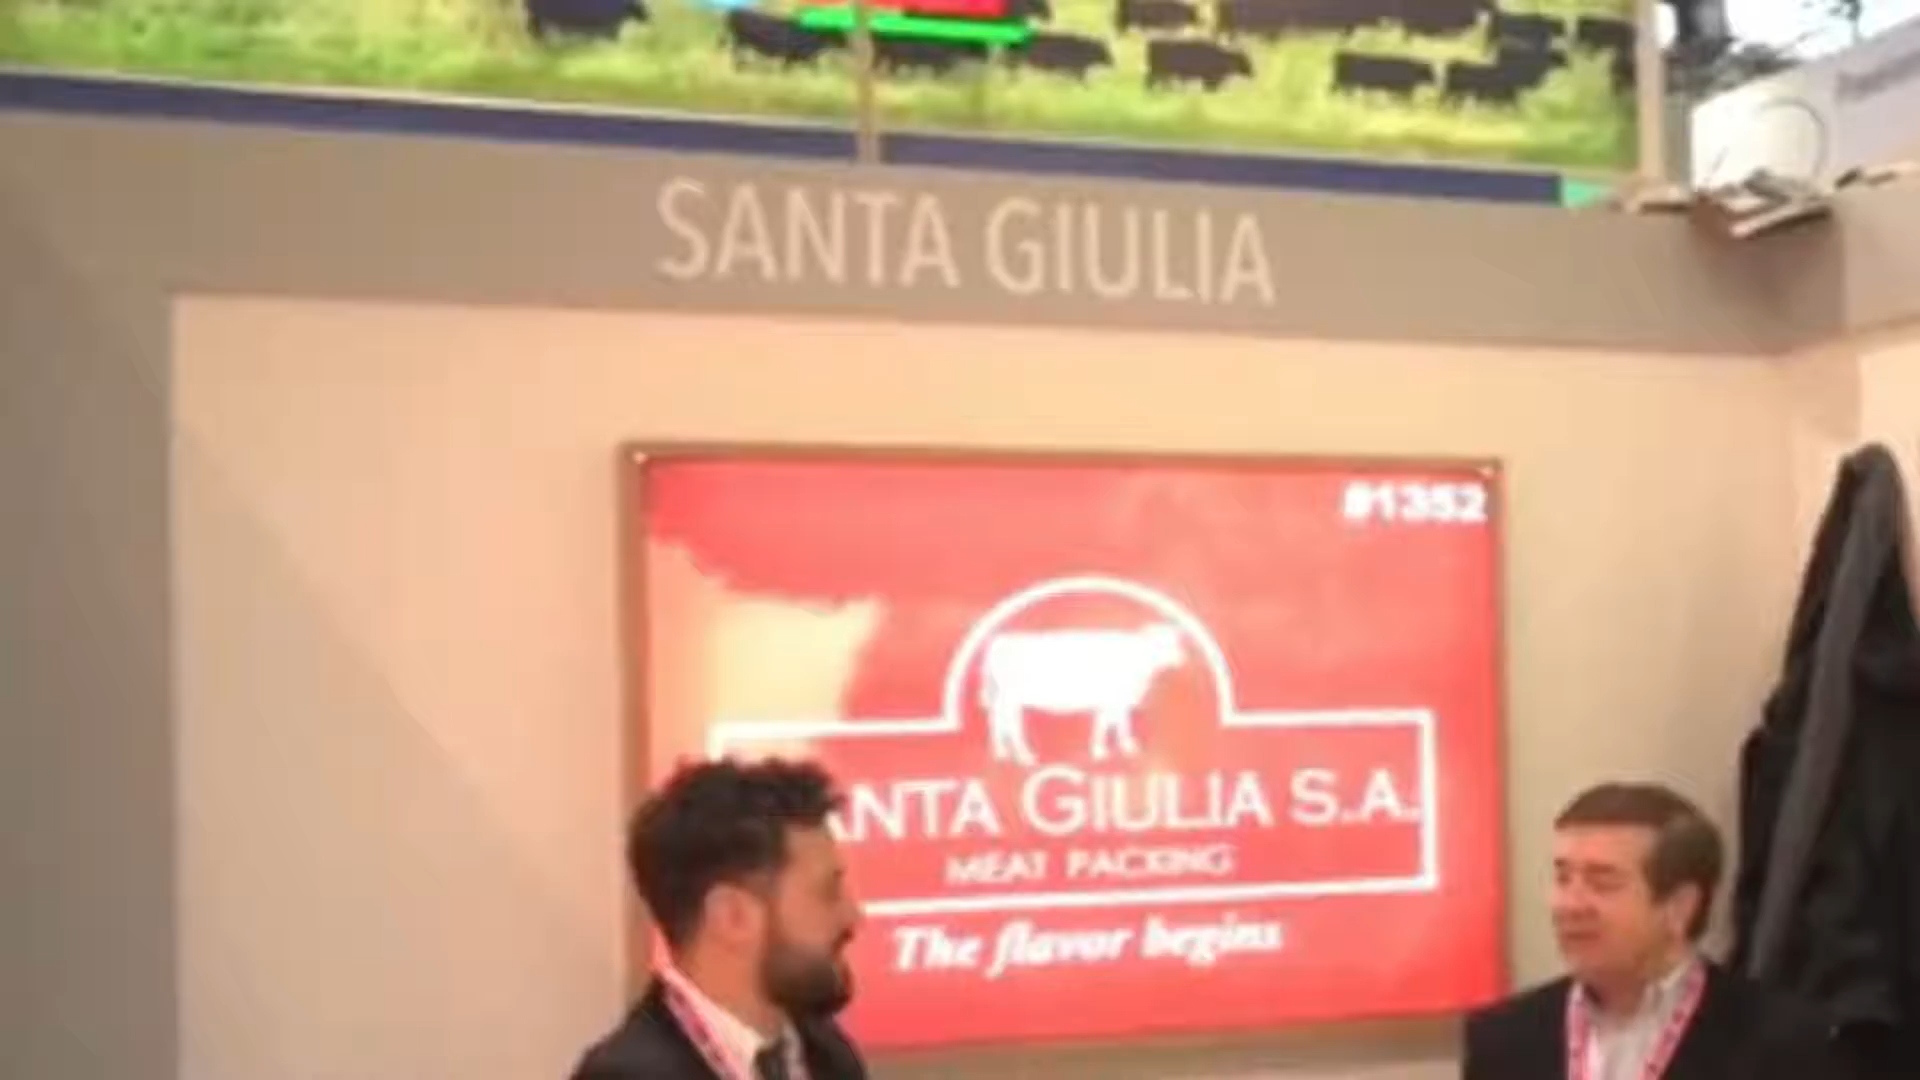 SANTA GIULIA
#1352
ANTA GIULIA S.A.
MEAT PACKING
The flavor begins